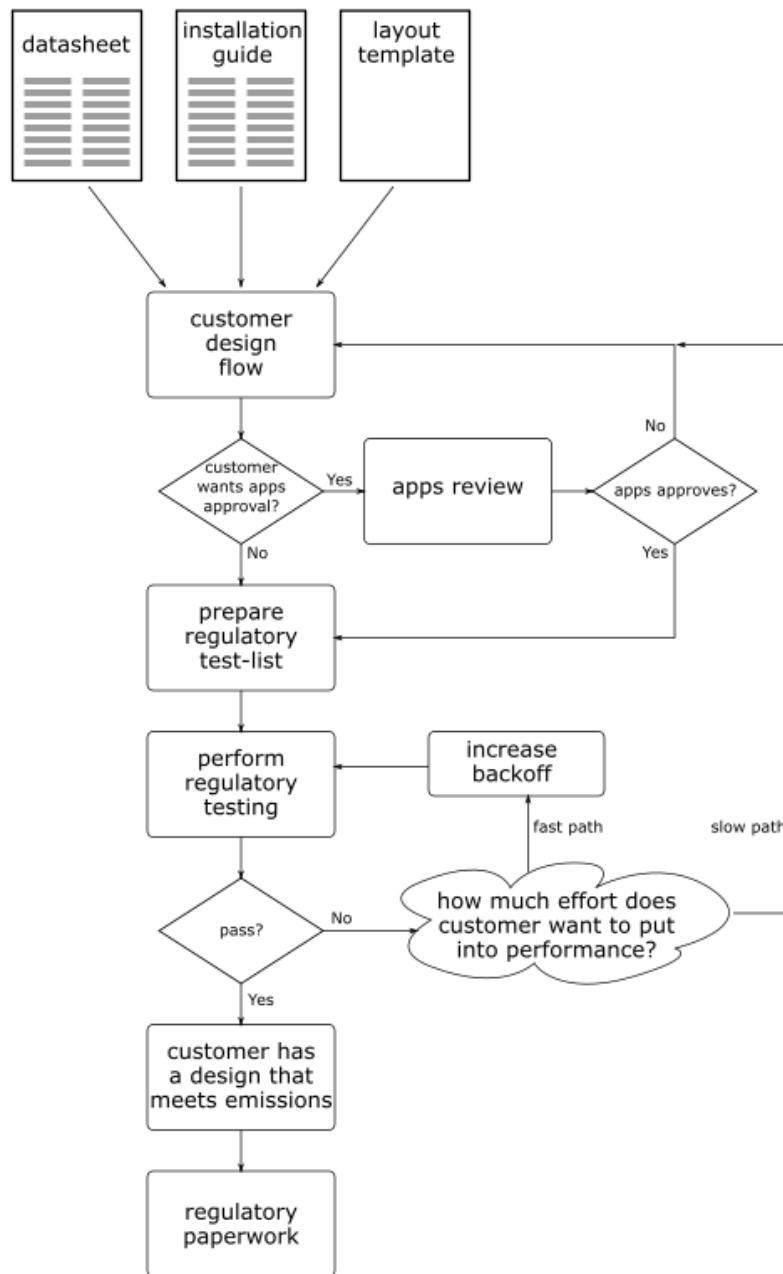 datasheet
installation
guide
layout
template
customer
design
flow
No
customer
wants apps
approval?
Yes
apps review
apps approves?
No
Yes
prepare
regulatory
test-list
perform
regulatory
testing
increase
backoff
fast path
slow path
how much effort does
customer want to put
into performance?
pass?
No
Yes
customer has
a design that
meets emissions
regulatory
paperwork